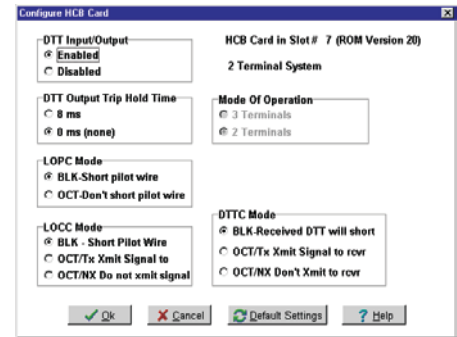 Configure HCB Card
DTT Input/Output
Enabled
Disabled
HCB Card in Slot # 7 (ROM Version 20)
2 Terminal System
DTT Output Trip Hold Time
8 ms
0 ms (none)
Mode Of Operation
3 Terminals
2 Terminals
LOPC Mode
BLK-Short pilot wire
OCT-Don't short pilot wire
LOCC Mode
BLK - Short Pilot Wire
OCT/Tx Xmit Signal to
OCT/NX Do not xmit signal
DTTC Mode
BLK-Received DTT will short
OCT/Tx Xmit Signal to rcvr
OCT/NX Don't Xmit to rcvr
Ok Cancel Default Settings Help